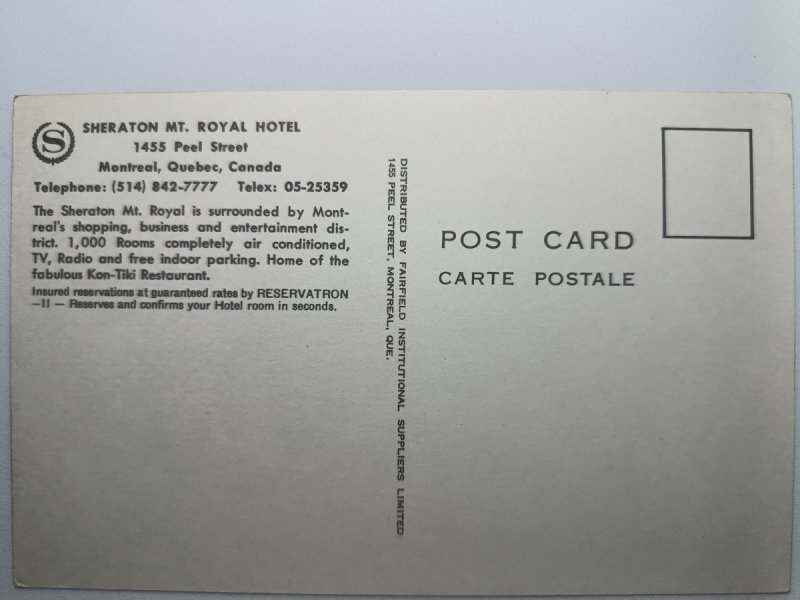 S
SHERATON MT. ROYAL HOTEL
1455 Peel Street
Montreal, Quebec, Canada
Telephone: (514) 842-7777 Telex: 05-25359
The Sheraton Mt. Royal is surrounded by Mont-
real's shopping, business and entertainment dis-
trict. 1,000 Rooms completely air conditioned,
TV, Radio and free indoor parking. Home of the
fabulous Kon-Tiki Restaurant.
Insured reservations at guaranteed rates by RESERVATRON
—II — Reserves and confirms your Hotel room in seconds.
DISTRIBUTED BY FAIRFIELD INSTITUTIONAL SUPPLIERS LIMITED
1455 PEEL STREET, MONTREAL, QUE.
POST CARD
CARTE POSTALE